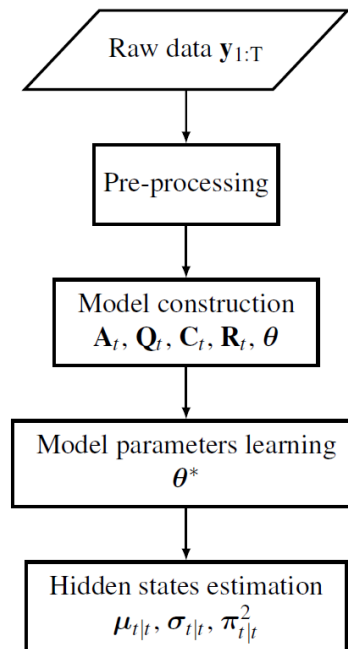 Raw data 𝐲₁:T
Pre-processing
Model construction
𝐀ₜ, 𝐐ₜ, 𝐂ₜ, 𝐑ₜ, 𝜽
Model parameters learning
𝜽*
Hidden states estimation
𝝁ₜ|ₜ, 𝝈ₜ|ₜ, 𝝅²ₜ|ₜ